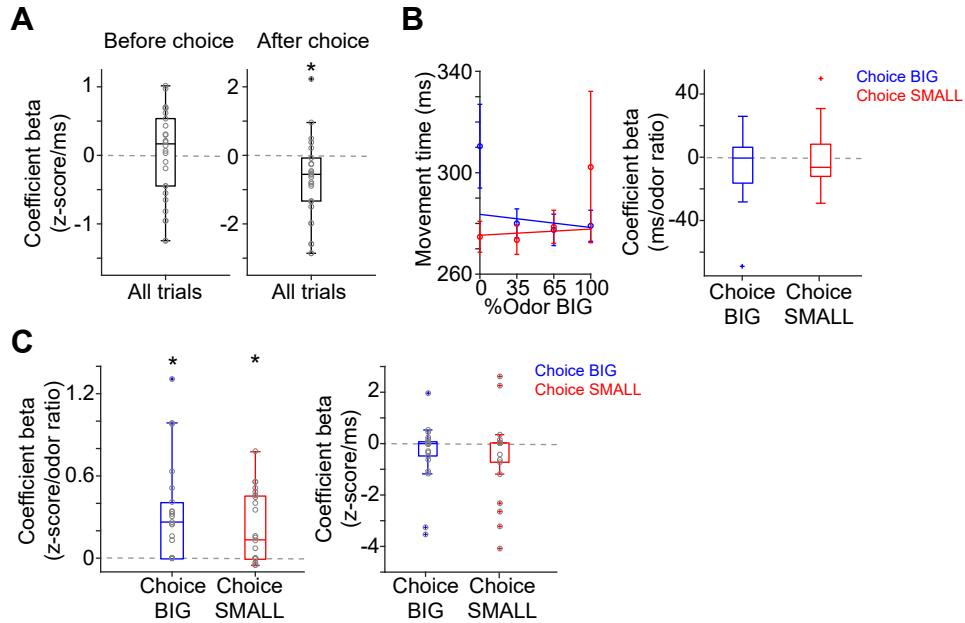 A
Before choice
After choice
Coefficient beta
(z-score/ms)
1
0
-1
All trials
*
2
0
-2
All trials
B
Movement time (ms)
340
300
260
0
35
65
100
%Odor BIG
Coefficient beta
(ms/odor ratio)
40
0
-40
Choice
BIG
Choice
SMALL
Choice BIG
Choice SMALL
C
Coefficient beta
(z-score/odor ratio)
1.2
0.6
0
*
*
Choice
BIG
Choice
SMALL
Coefficient beta
(z-score/ms)
2
0
-2
-4
Choice
BIG
Choice
SMALL
Choice BIG
Choice SMALL